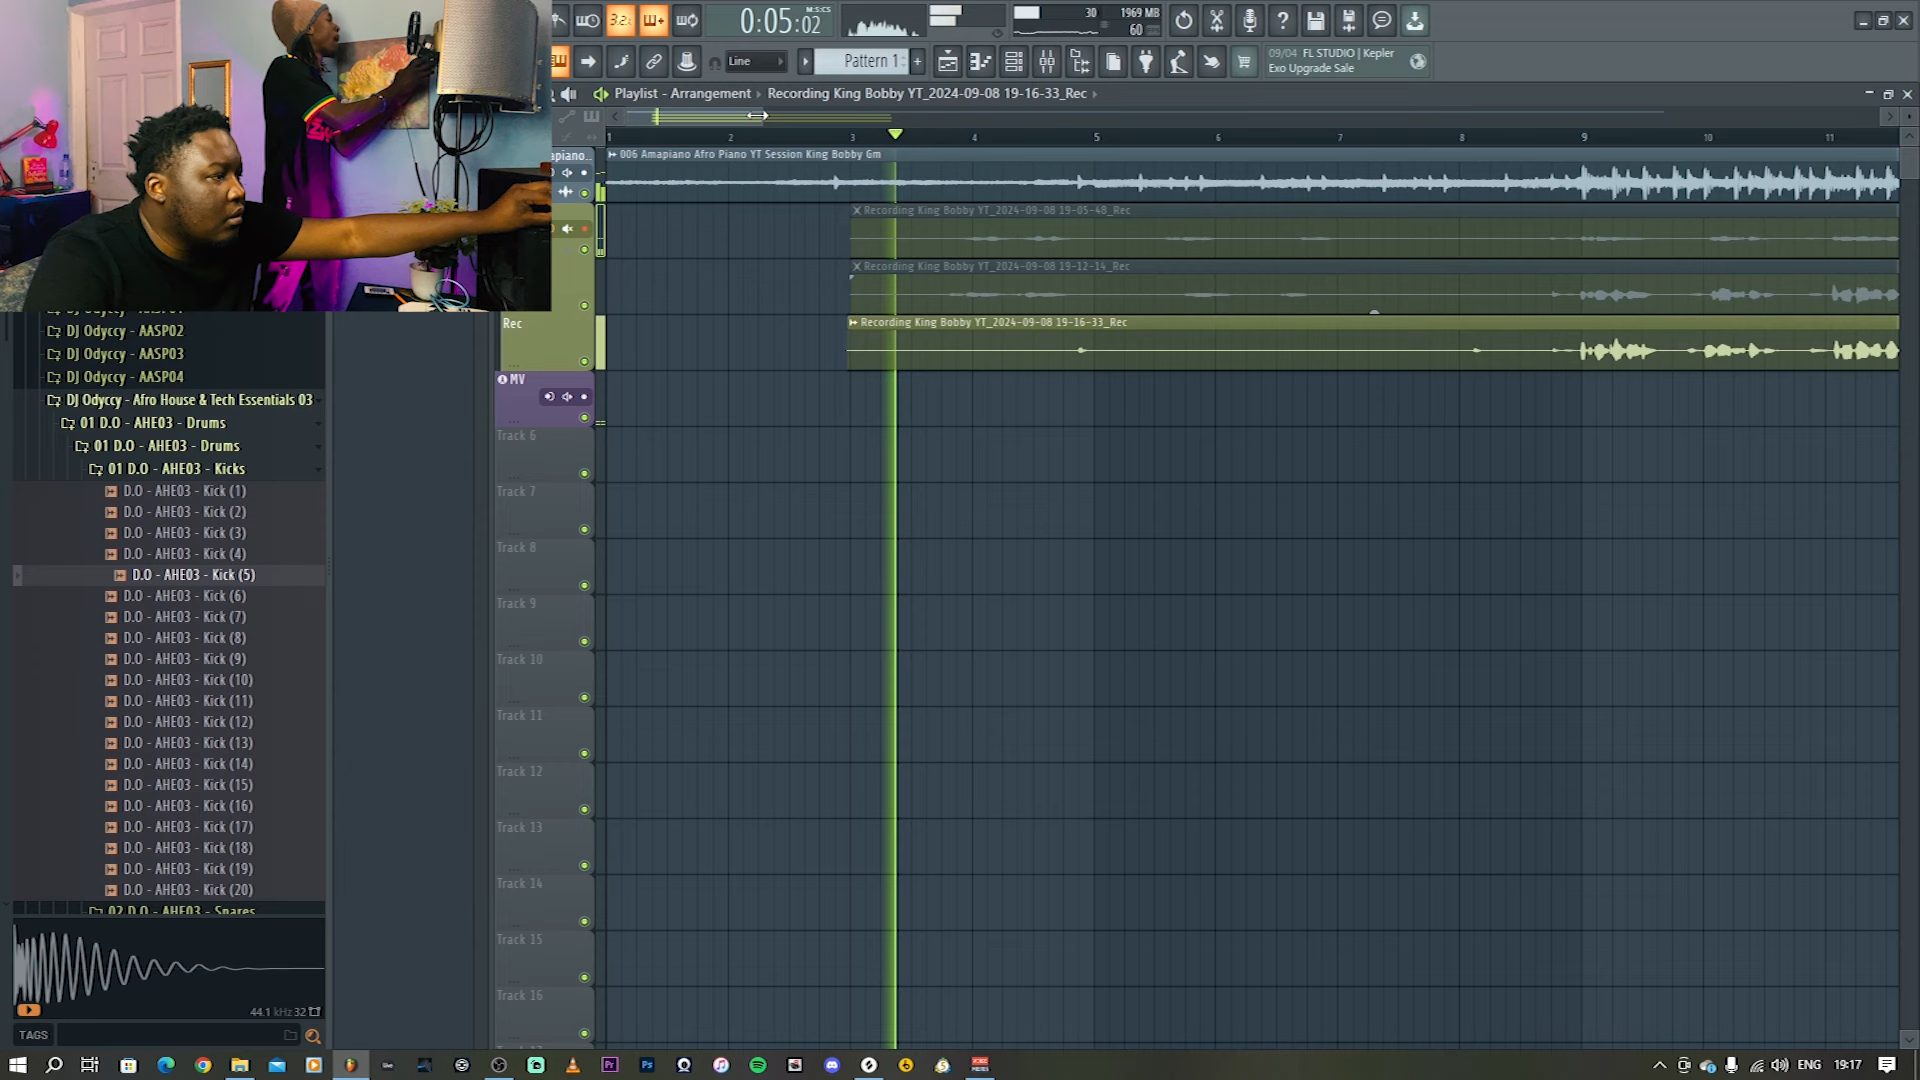 3.2x
0:05:02
M:S:CS
30
1969 MB
60
Line
Pattern 1
09/04 FL STUDIO | Kepler
Exo Upgrade Sale
Playlist - Arrangement › Recording King Bobby YT_2024-09-08 19-16-33_Rec ›
1 2 3 4 5 6 7 8 9 10 11
apiano..
006 Amapiano Afro Piano YT Session King Bobby Gm
Recording King Bobby YT_2024-09-08 19-05-48_Rec
Recording King Bobby YT_2024-09-08 19-12-14_Rec
Rec
Recording King Bobby YT_2024-09-08 19-16-33_Rec
MV
Track 6
Track 7
Track 8
Track 9
Track 10
Track 11
Track 12
Track 13
Track 14
Track 15
Track 16
DJ Odyccy - AASP02
DJ Odyccy - AASP03
DJ Odyccy - AASP04
DJ Odyccy - Afro House & Tech Essentials 03
01 D.O - AHE03 - Drums
01 D.O - AHE03 - Drums
01 D.O - AHE03 - Kicks
D.O - AHE03 - Kick (1)
D.O - AHE03 - Kick (2)
D.O - AHE03 - Kick (3)
D.O - AHE03 - Kick (4)
D.O - AHE03 - Kick (5)
D.O - AHE03 - Kick (6)
D.O - AHE03 - Kick (7)
D.O - AHE03 - Kick (8)
D.O - AHE03 - Kick (9)
D.O - AHE03 - Kick (10)
D.O - AHE03 - Kick (11)
D.O - AHE03 - Kick (12)
D.O - AHE03 - Kick (13)
D.O - AHE03 - Kick (14)
D.O - AHE03 - Kick (15)
D.O - AHE03 - Kick (16)
D.O - AHE03 - Kick (17)
D.O - AHE03 - Kick (18)
D.O - AHE03 - Kick (19)
D.O - AHE03 - Kick (20)
02 D.O - AHE03 - Snares
44.1 kHz 32
TAGS
Pr
Ps
ENG
19:17